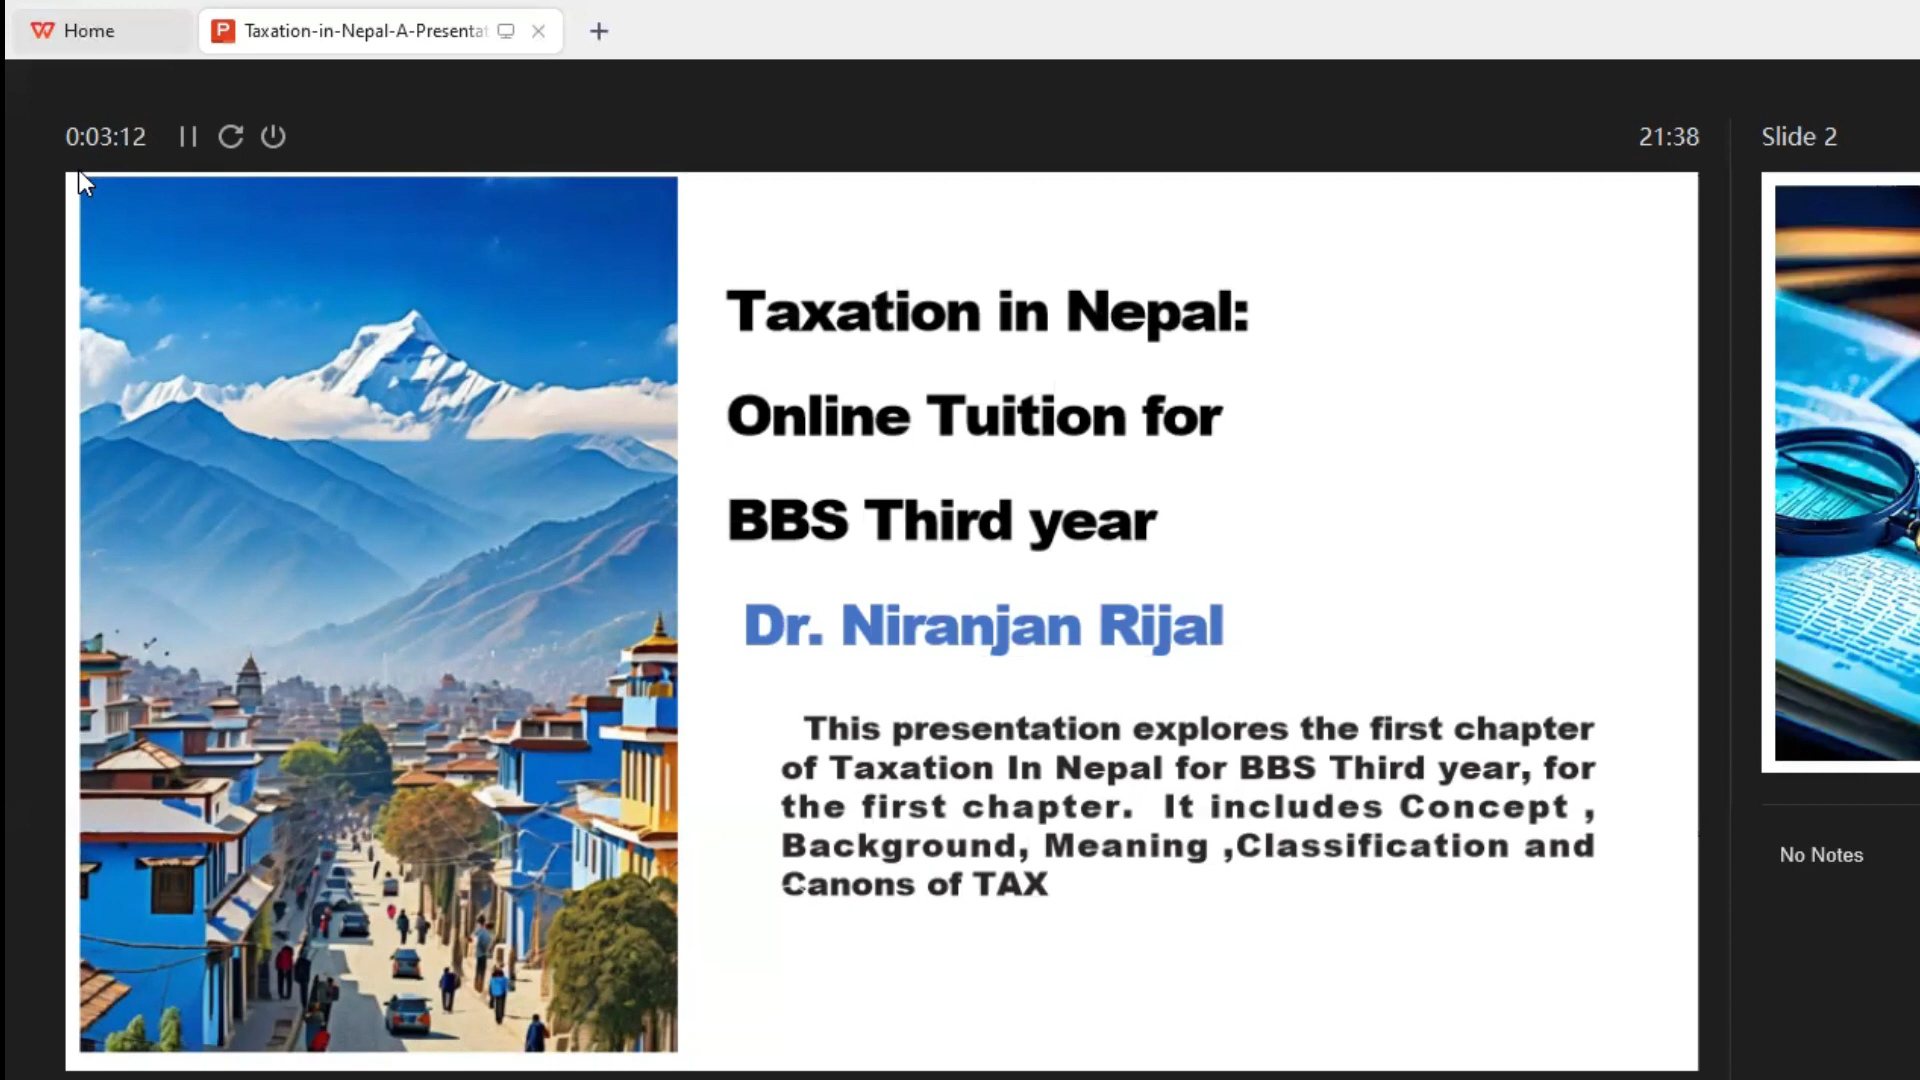 Home
Taxation-in-Nepal-A-Presentat
0:03:12
21:38
Slide 2
Taxation in Nepal:
Online Tuition for
BBS Third year
Dr. Niranjan Rijal
This presentation explores the first chapter
of Taxation In Nepal for BBS Third year, for
the first chapter. It includes Concept ,
Background, Meaning ,Classification and
Canons of TAX
No Notes